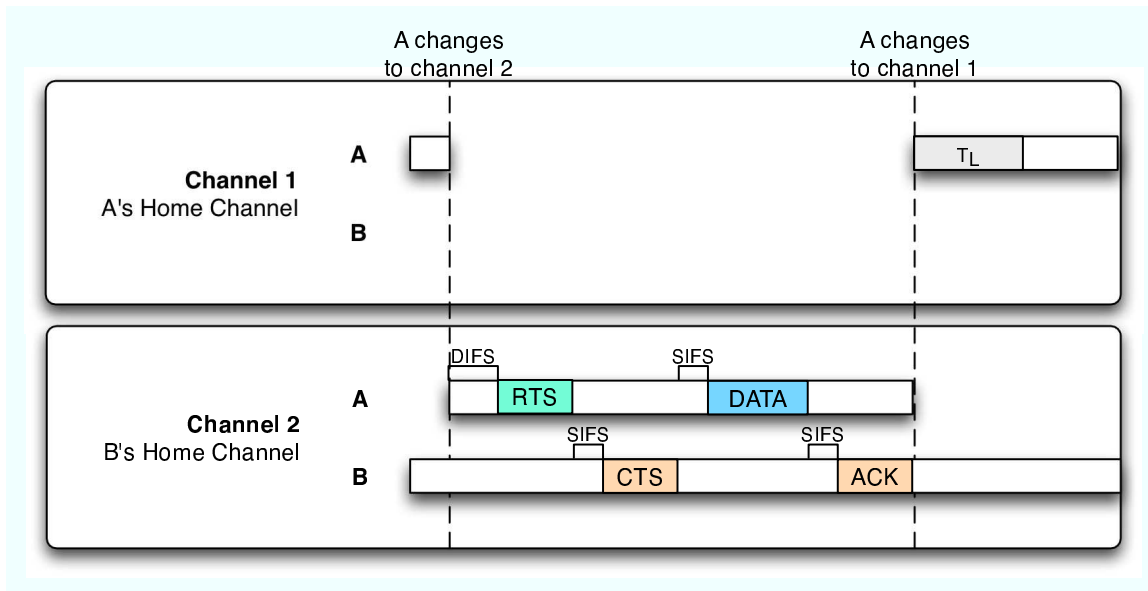 A changes
to channel 2
A changes
to channel 1
A
TL
Channel 1
A's Home Channel
B
DIFS
SIFS
A
RTS
DATA
Channel 2
B's Home Channel
SIFS
SIFS
B
CTS
ACK